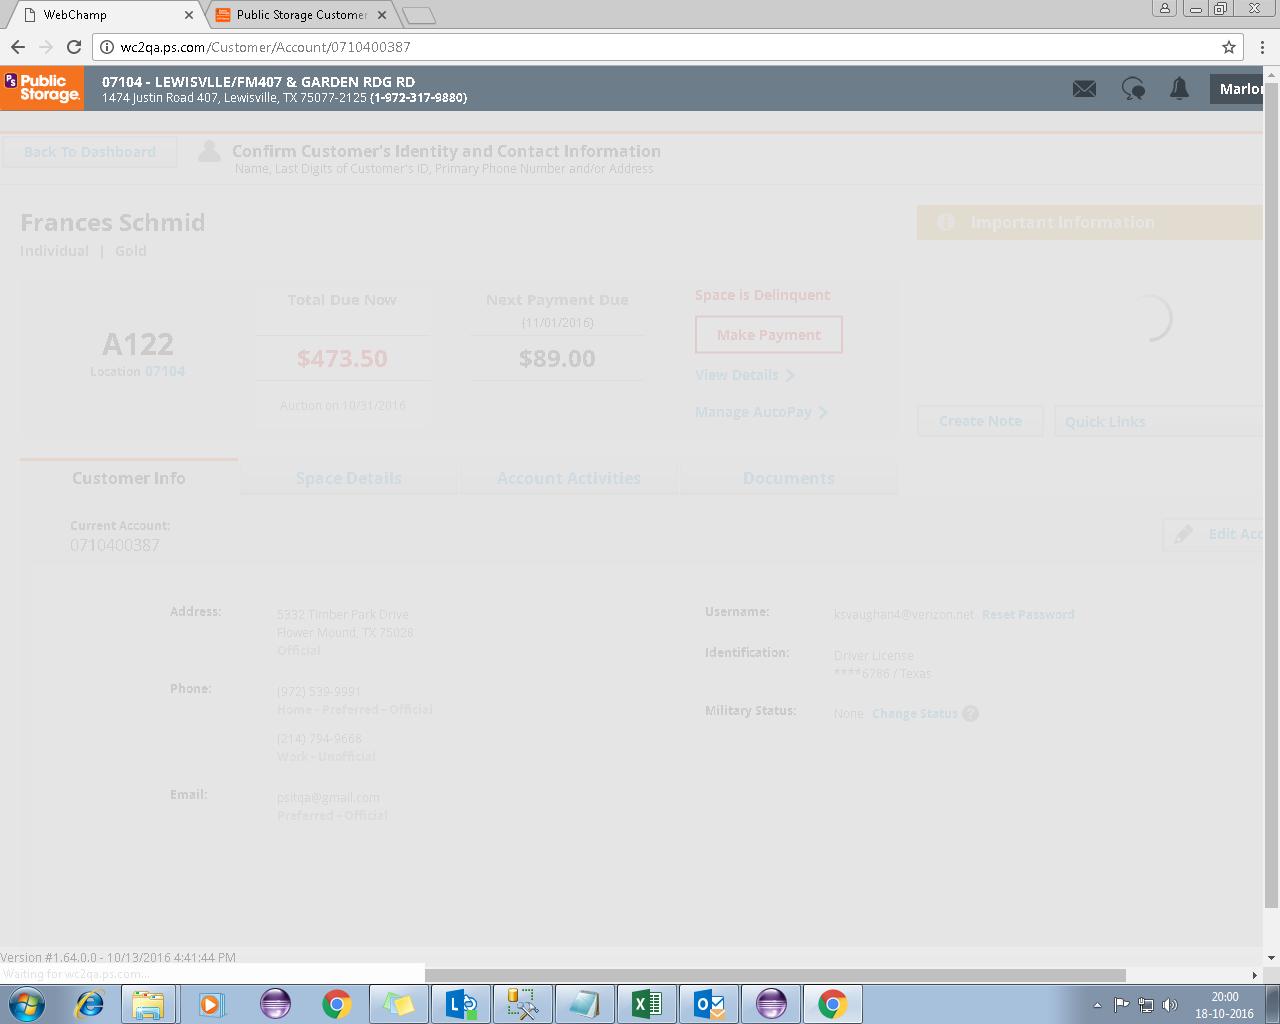 WebChamp
Public Storage Customer
wc2qa.ps.com/Customer/Account/0710400387
PS Public Storage.
07104 - LEWISVLLE/FM407 & GARDEN RDG RD
1474 Justin Road 407, Lewisville, TX 75077-2125 (1-972-317-9880)
Marlon
Back To Dashboard
Confirm Customer's Identity and Contact Information
Name, Last Digits of Customer's ID, Primary Phone Number and/or Address
Frances Schmid
Individual | Gold
Important Information
A122
Location 07104
Total Due Now
$473.50
Auction on 10/31/2016
Next Payment Due
(11/01/2016)
$89.00
Space is Delinquent
Make Payment
View Details
Manage AutoPay
Create Note
Quick Links
Customer Info
Space Details
Account Activities
Documents
Current Account:
0710400387
Edit Acc
Address:
5332 Timber Park Drive
Flower Mound, TX 75028
Official
Phone:
(972) 539-9991
Home - Preferred - Official
(214) 794-9668
Work - Unofficial
Email:
psitqa@gmail.com
Preferred - Official
Username:
ksvaughan4@verizon.net Reset Password
Identification:
Driver License
****6786 / Texas
Military Status:
None Change Status ?
Version #1.64.0.0 - 10/13/2016 4:41:44 PM
Waiting for wc2qa.ps.com...
20:00
18-10-2016